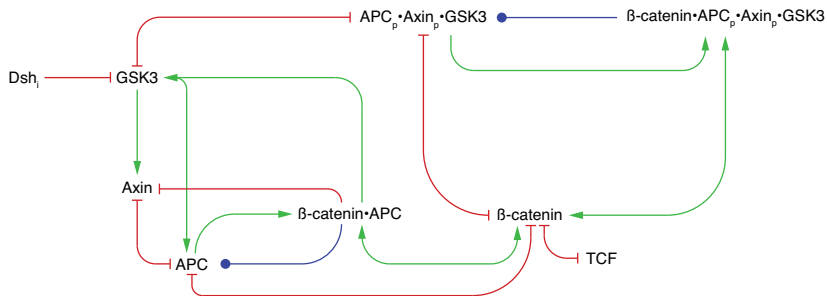 APCp•Axinp•GSK3
ß-catenin•APCp•Axinp•GSK3
Dshi
GSK3
Axin
ß-catenin•APC
ß-catenin
APC
TCF